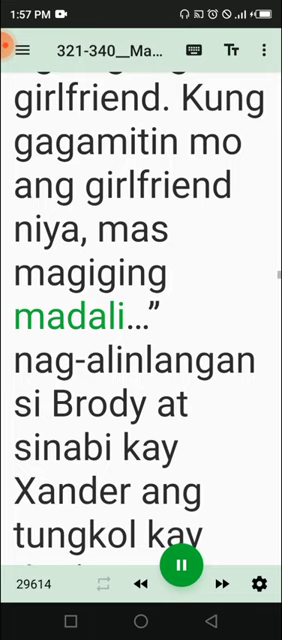 1:57 PM
321-340__Ma...
girlfriend. Kung
gagamitin mo
ang girlfriend
niya, mas
magiging
madali...”
nag-alinlangan
si Brody at
sinabi kay
Xander ang
tungkol kay
29614